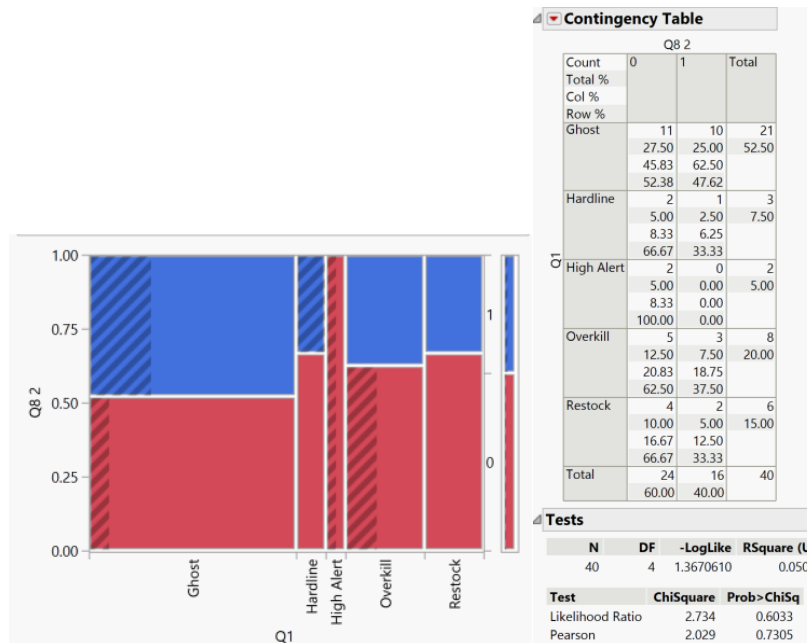 Contingency Table
Q8 2
Count 0 1 Total
Total %
Col %
Row %
Q1
Ghost 11 10 21
27.50 25.00 52.50
45.83 62.50
52.38 47.62
Hardline 2 1 3
5.00 2.50 7.50
8.33 6.25
66.67 33.33
High Alert 2 0 2
5.00 0.00 5.00
8.33 0.00
100.00 0.00
Overkill 5 3 8
12.50 7.50 20.00
20.83 18.75
62.50 37.50
Restock 4 2 6
10.00 5.00 15.00
16.67 12.50
66.67 33.33
Total 24 16 40
60.00 40.00
Tests
N DF -LogLike RSquare (U
40 4 1.3670610 0.050
Test ChiSquare Prob>ChiSq
Likelihood Ratio 2.734 0.6033
Pearson 2.029 0.7305
Q8 2
1.00
0.75
0.50
0.25
0.00
1
0
Ghost
Hardline
High Alert
Overkill
Restock
Q1